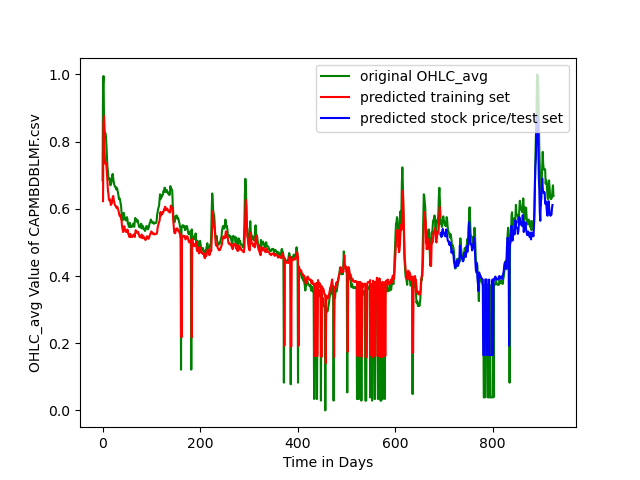 original OHLC_avg
predicted training set
predicted stock price/test set
OHLC_avg Value of CAPMBDBLMF.csv
1.0
0.8
0.6
0.4
0.2
0.0
0 200 400 600 800
Time in Days